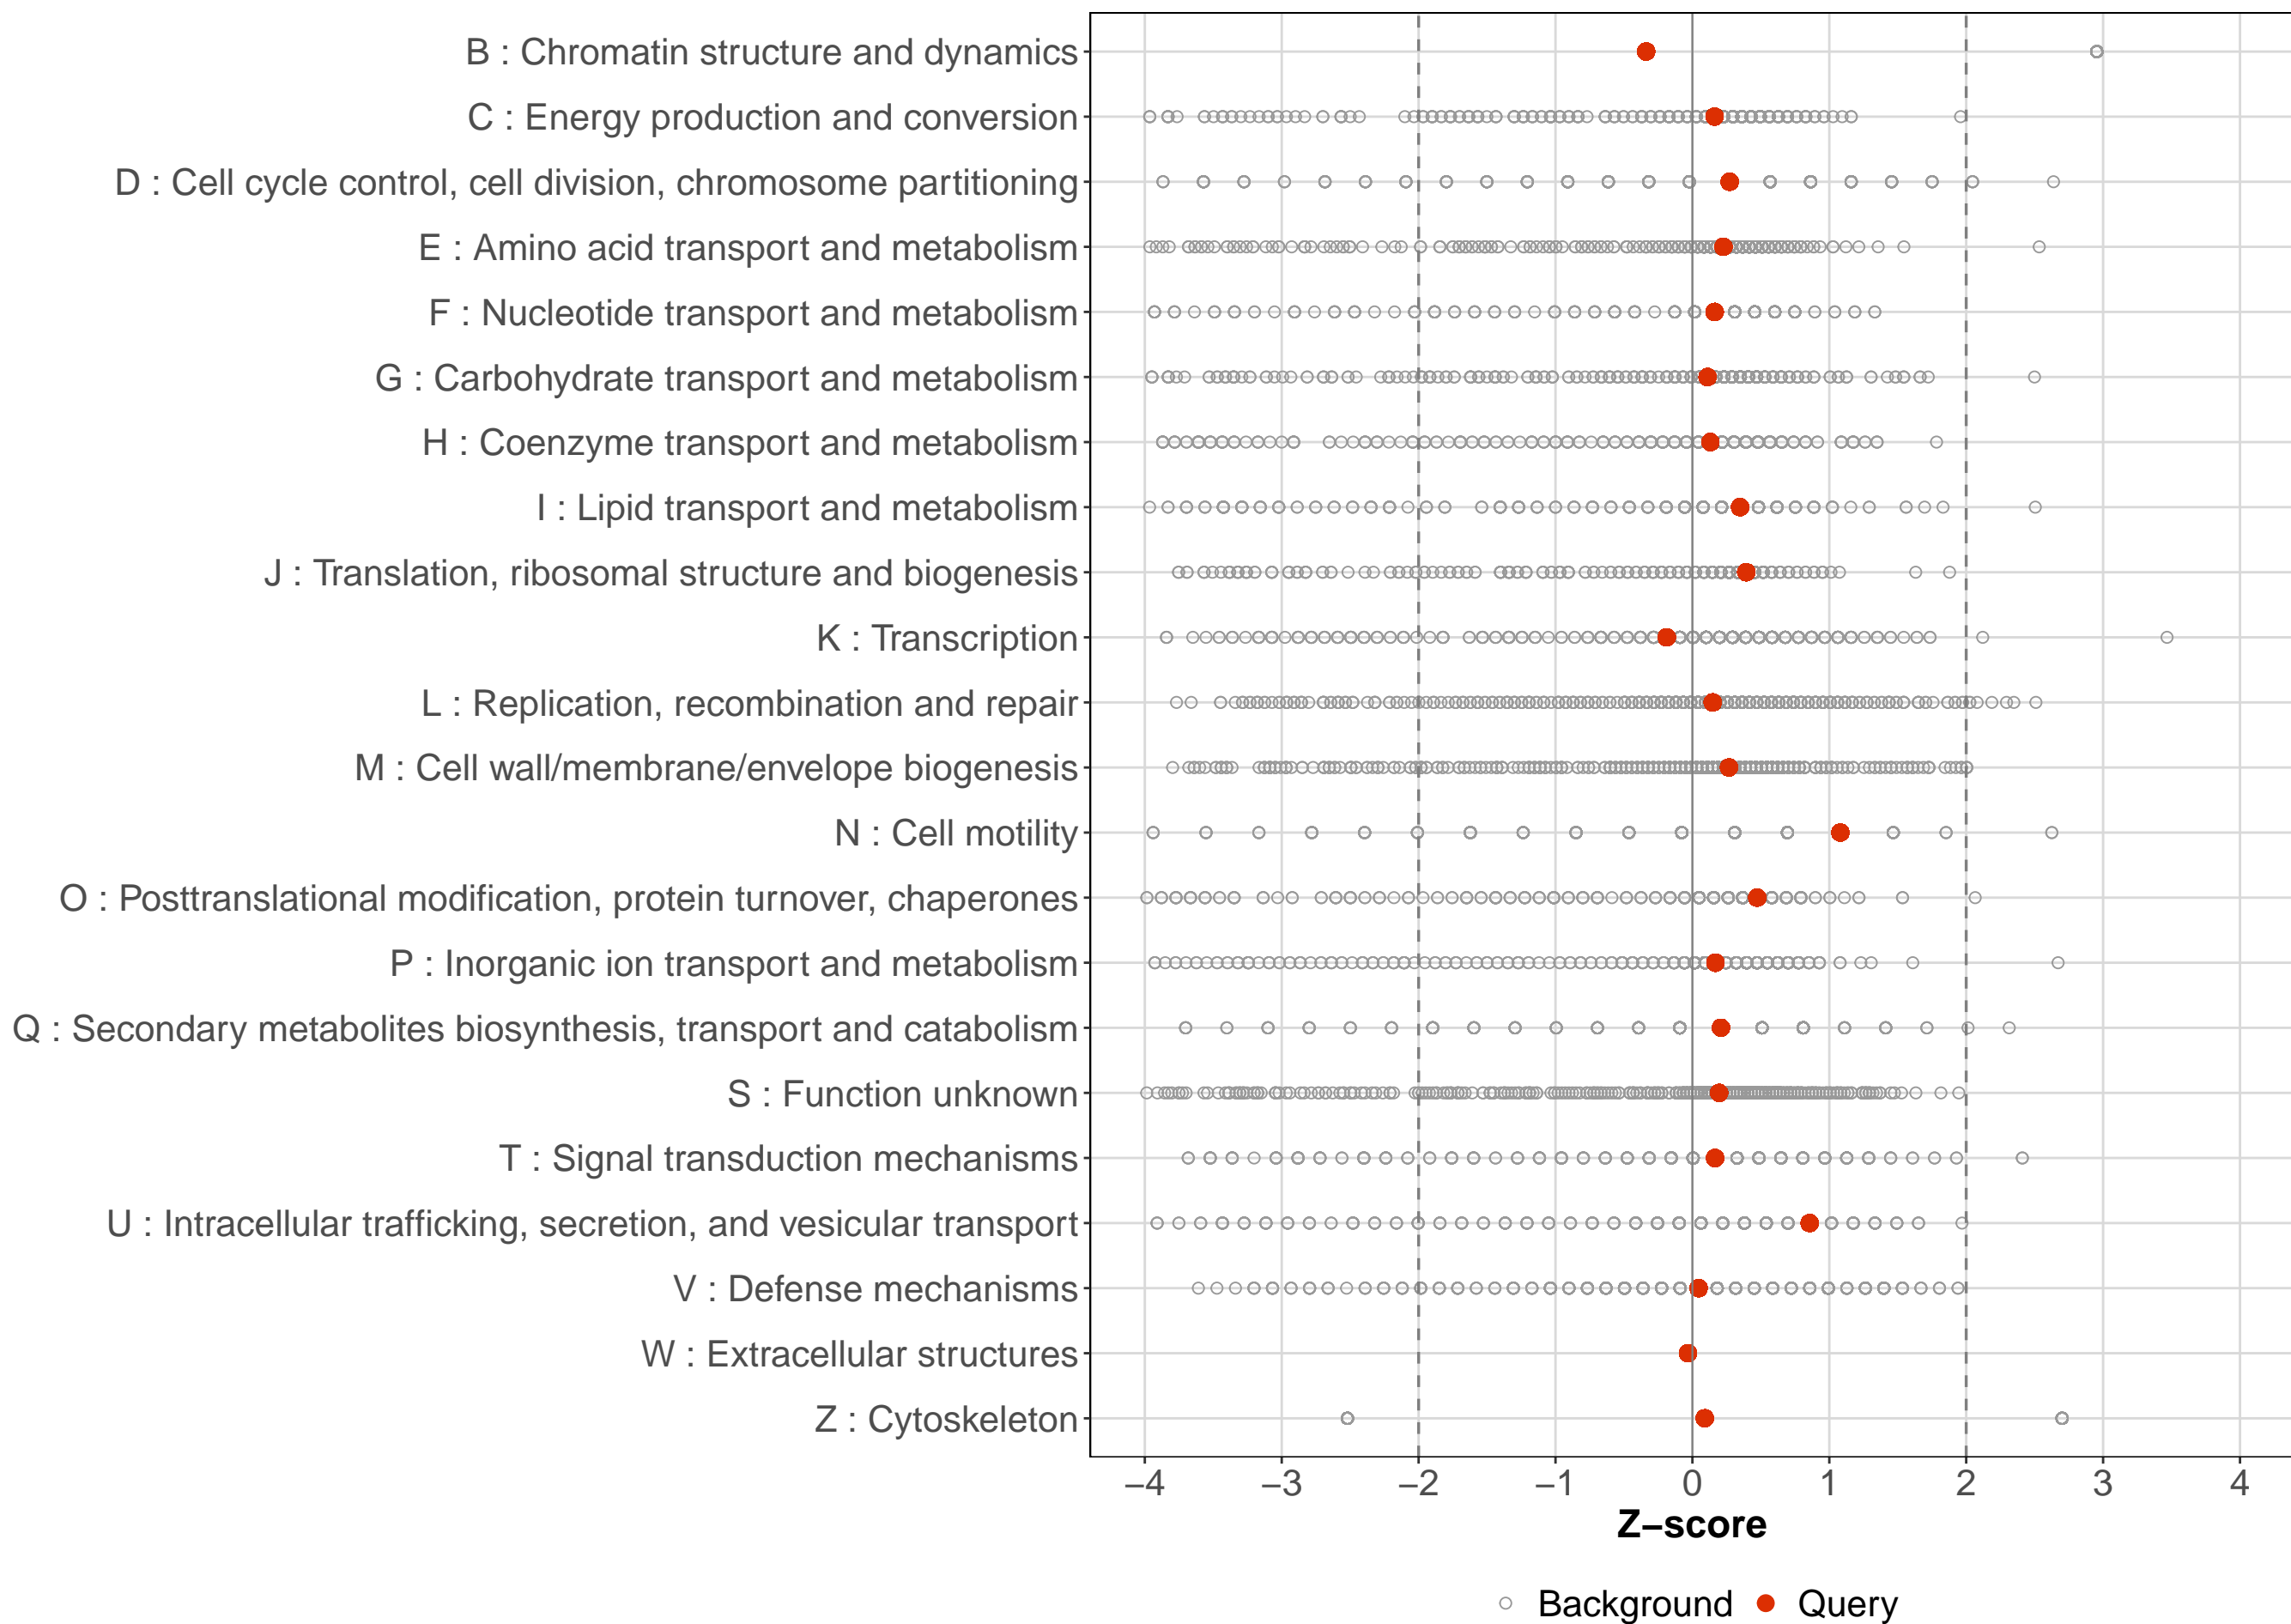 B : Chromatin structure and dynamics
C : Energy production and conversion
D : Cell cycle control, cell division, chromosome partitioning
E : Amino acid transport and metabolism
F : Nucleotide transport and metabolism
G : Carbohydrate transport and metabolism
H : Coenzyme transport and metabolism
I : Lipid transport and metabolism
J : Translation, ribosomal structure and biogenesis
K : Transcription
L : Replication, recombination and repair
M : Cell wall/membrane/envelope biogenesis
N : Cell motility
O : Posttranslational modification, protein turnover, chaperones
P : Inorganic ion transport and metabolism
Q : Secondary metabolites biosynthesis, transport and catabolism
S : Function unknown
T : Signal transduction mechanisms
U : Intracellular trafficking, secretion, and vesicular transport
V : Defense mechanisms
W : Extracellular structures
Z : Cytoskeleton
−4 −3 −2 −1 0 1 2 3 4
Z−score
Background Query